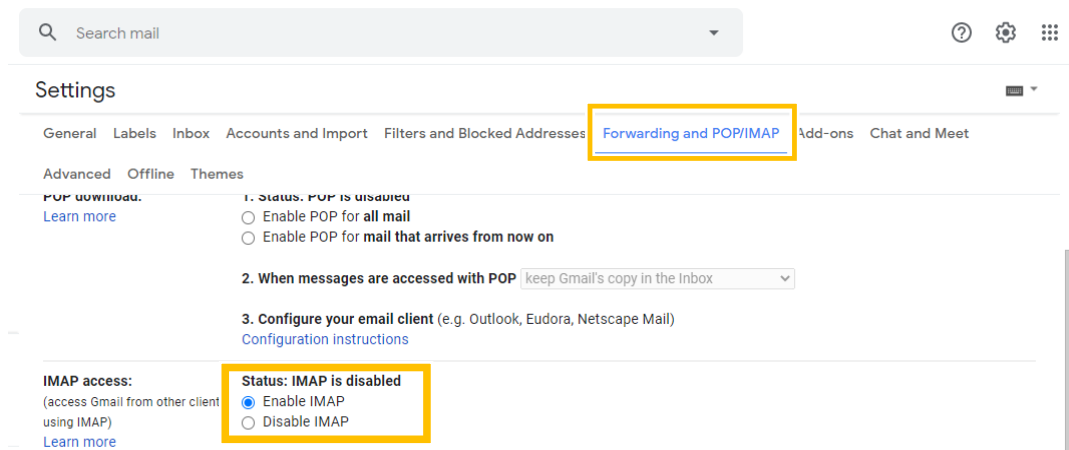 Search mail
Settings
General Labels Inbox Accounts and Import Filters and Blocked Addresses Forwarding and POP/IMAP Add-ons Chat and Meet
Advanced Offline Themes
POP download: 1. Status: POP is disabled
Learn more Enable POP for all mail
Enable POP for mail that arrives from now on
2. When messages are accessed with POP keep Gmail's copy in the Inbox
3. Configure your email client (e.g. Outlook, Eudora, Netscape Mail)
Configuration instructions
IMAP access: Status: IMAP is disabled
(access Gmail from other client Enable IMAP
using IMAP) Disable IMAP
Learn more